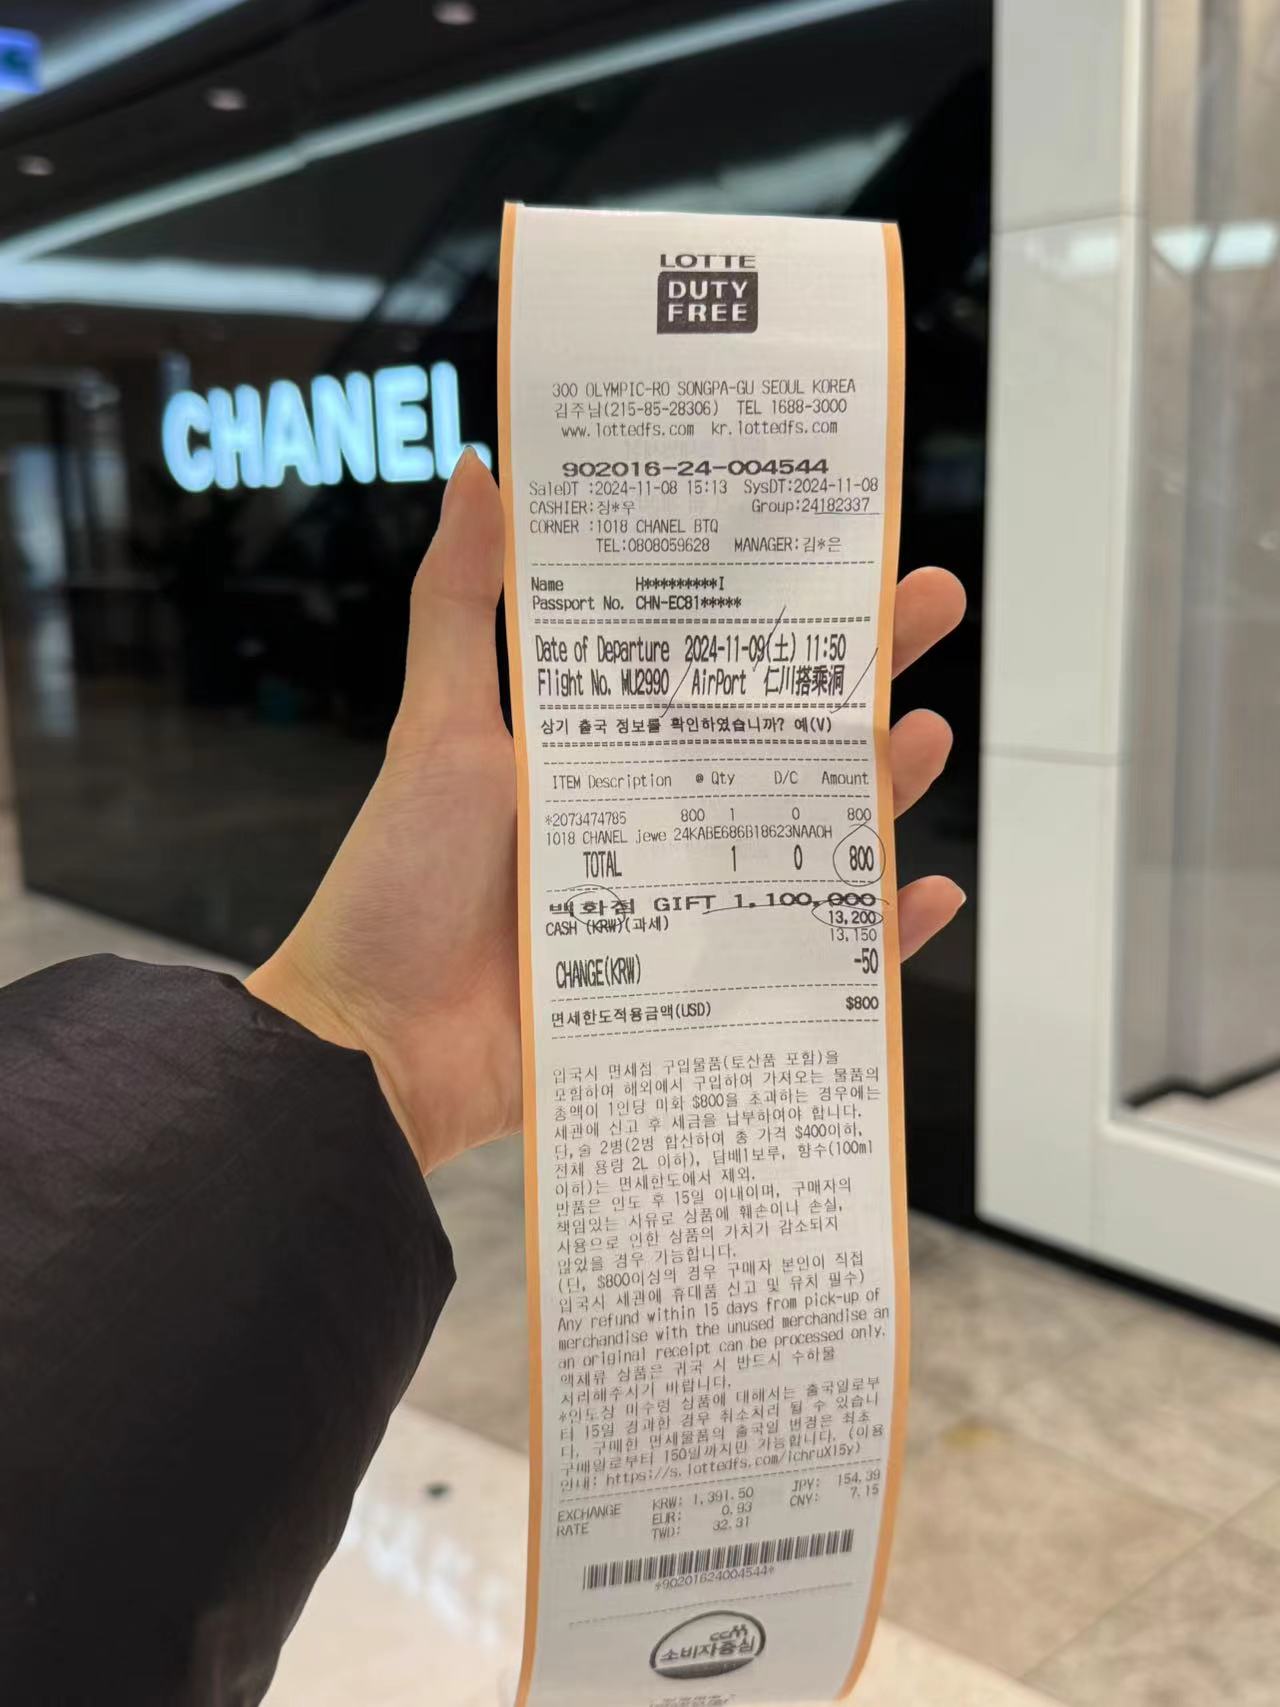 CHANEL
LOTTE
DUTY
FREE
300 OLYMPIC-RO SONGPA-GU SEOUL KOREA
김주남(215-85-28306) TEL 1688-3000
www.lottedfs.com kr.lottedfs.com
902016-24-004544
SaleDT :2024-11-08 15:13 SysDT:2024-11-08
CASHIER:징*우 Group:24182337
CORNER :1018 CHANEL BTQ
TEL:0808059628 MANAGER:김*은
Name H*********I
Passport No. CHN-EC81*****
Date of Departure 2024-11-09(土) 11:50
Flight No. MU2990 AirPort 仁川搭乘洞
상기 출국 정보를 확인하였습니까? 예(V)
ITEM Description @ Qty D/C Amount
*2073474785 800 1 0 800
1018 CHANEL jewe 24KABE686B18623NAAOH
TOTAL 1 0 800
백화점 GIFT 1,100,000
CASH (KRW)(과세) 13,200
13,150
CHANGE(KRW) -50
면세한도적용금액(USD) $800
입국시 면세점 구입물품(토산품 포함)을
포함하여 해외에서 구입하여 가져오는 물품의
총액이 1인당 미화 $800을 초과하는 경우에는
세관에 신고 후 세금을 납부하여야 합니다.
단,술 2병(2병 합산하여 총 가격 $400이하,
전체 용량 2L 이하), 담배1보루, 향수(100ml
이하)는 면세한도에서 제외.
반품은 인도 후 15일 이내이며, 구매자의
책임있는 사유로 상품에 훼손이나 손실,
사용으로 인한 상품의 가치가 감소되지
않았을 경우 가능합니다.
(단, $800이상의 경우 구매자 본인이 직접
입국시 세관에 휴대품 신고 및 유치 필수)
Any refund within 15 days from pick-up of
merchandise with the unused merchandise an
an original receipt can be processed only.
액체류 상품은 귀국 시 반드시 수하물
처리해주시기 바랍니다.
*인도장 미수령 상품에 대해서는 출국일로부
터 15일 경과한 경우 취소처리 될 수 있습니
다. 구매한 면세물품의 출국일 변경은 최초
구매일로부터 150일까지만 가능합니다. (이용
안내: https://s.lottedfs.com/IchruX15y)
EXCHANGE KRW: 1,391.50 JPY: 154.39
RATE EUR: 0.93 CNY: 7.15
TWD: 32.31
*90201624004544*
ccm
소비자중심